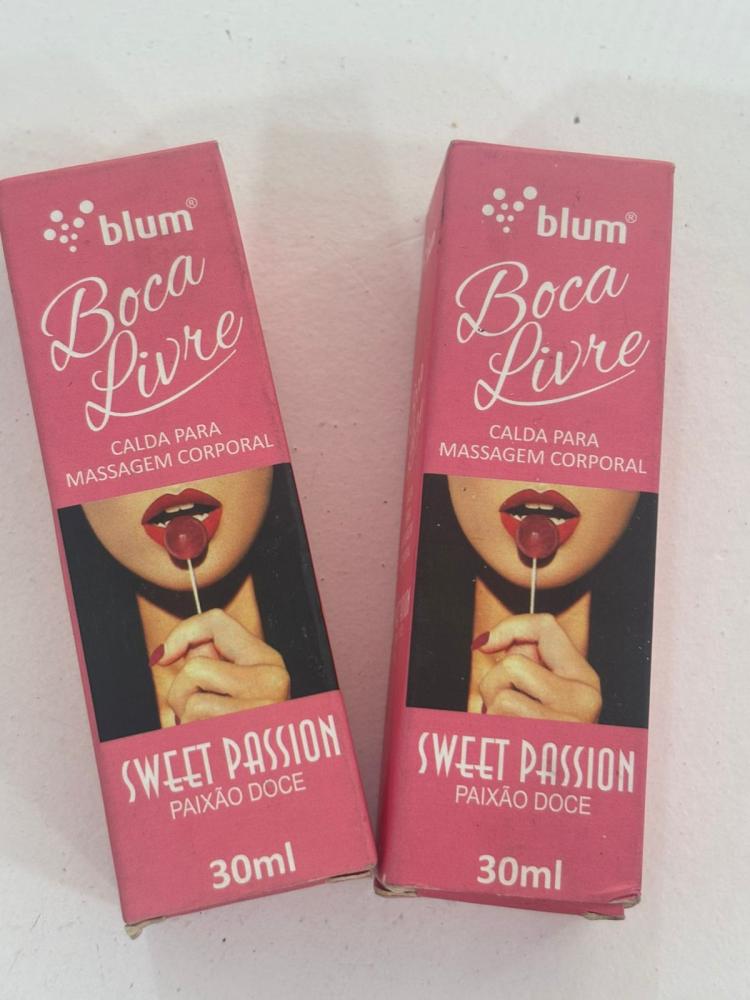 blum®
Boca
Livre
CALDA PARA
MASSAGEM CORPORAL
SWEET PASSION
PAIXÃO DOCE
30ml
blum®
Boca
Livre
CALDA PARA
MASSAGEM CORPORAL
SWEET PASSION
PAIXÃO DOCE
30ml